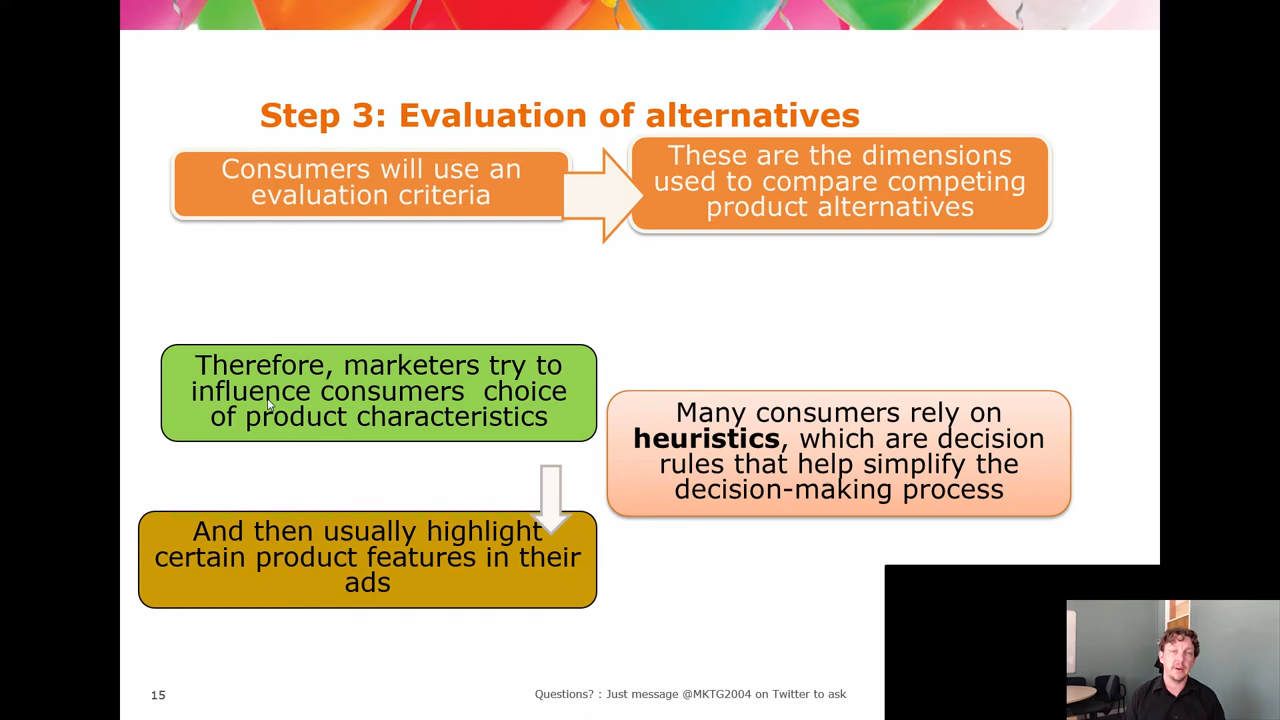 Step 3: Evaluation of alternatives
Consumers will use an
evaluation criteria
These are the dimensions
used to compare competing
product alternatives
Therefore, marketers try to
influence consumers  choice
of product characteristics
Many consumers rely on
heuristics, which are decision
rules that help simplify the
decision-making process
And then usually highlight
certain product features in their
ads
15
Questions? : Just message @MKTG2004 on Twitter to ask